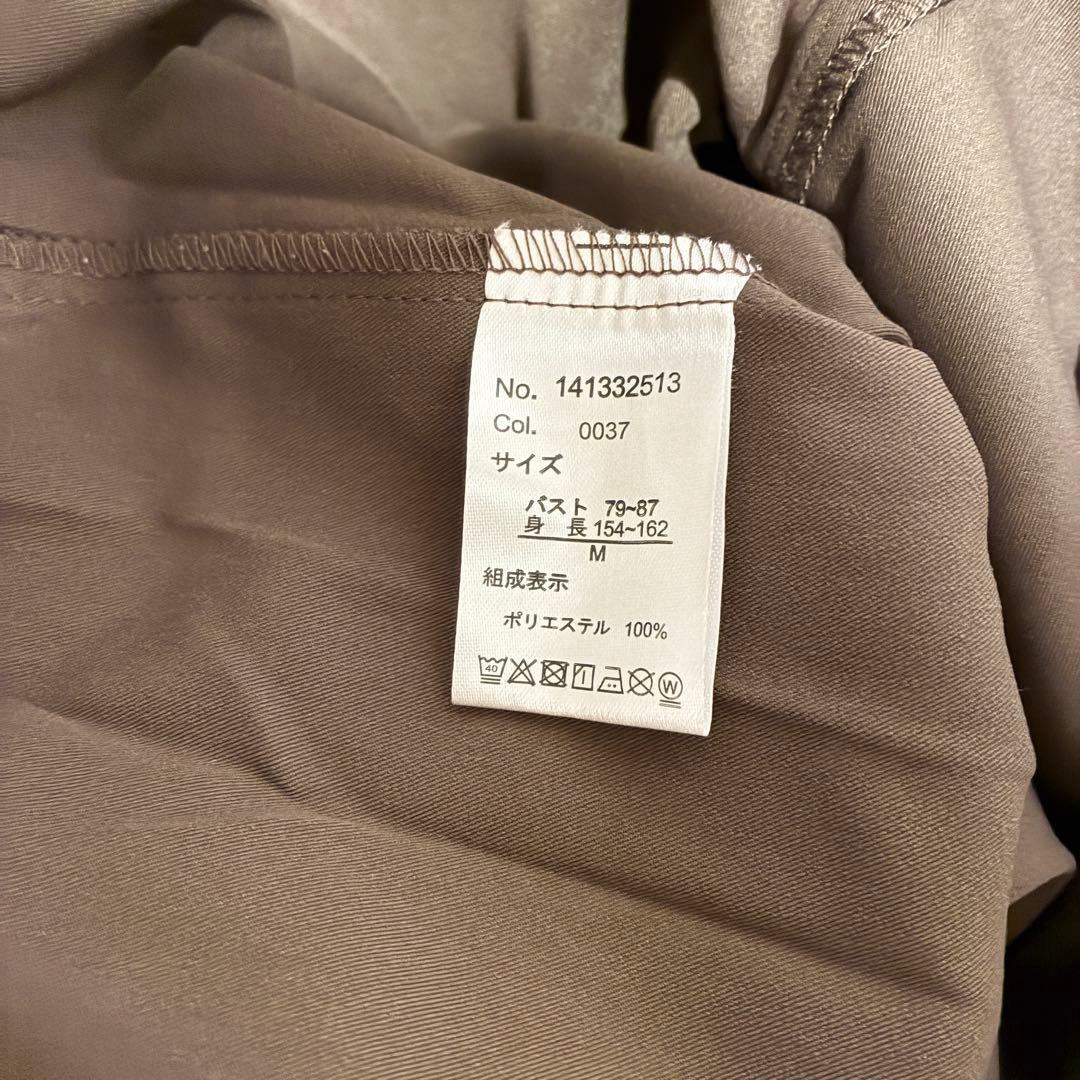 No. 141332513
Col. 0037
サイズ
バスト 79~87
身 長 154~162
M
組成表示
ポリエステル 100%
40
W